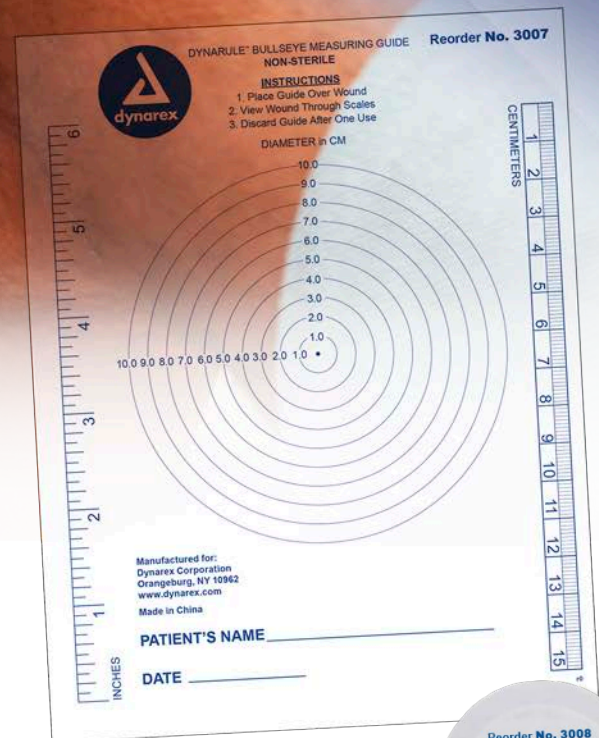 DYNARULE™ BULLSEYE MEASURING GUIDE
NON-STERILE
Reorder No. 3007
dynarex
INSTRUCTIONS
1. Place Guide Over Wound
2. View Wound Through Scales
3. Discard Guide After One Use
DIAMETER in CM
10.0
9.0
8.0
7.0
6.0
5.0
4.0
3.0
2.0
1.0
10.0 9.0 8.0 7.0 6.0 5.0 4.0 3.0 2.0 1.0
6
5
4
3
2
1
INCHES
CENTIMETERS
1
2
3
4
5
6
7
8
9
10
11
12
13
14
15
Manufactured for:
Dynarex Corporation
Orangeburg, NY 10962
www.dynarex.com
Made in China
PATIENT'S NAME
DATE
Reorder No. 3008